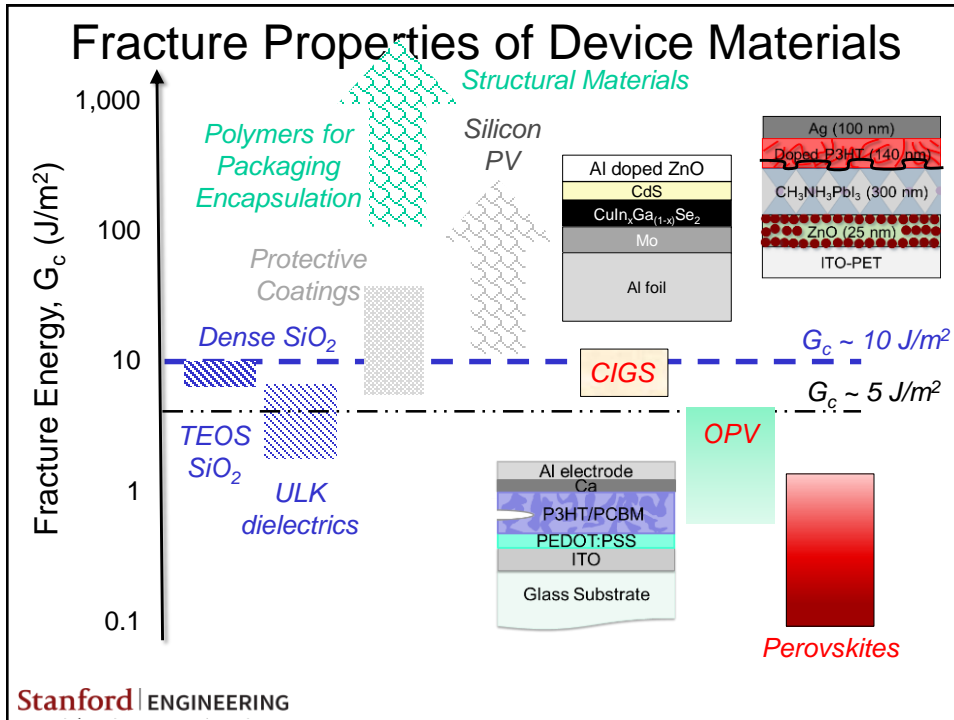 Fracture Properties of Device Materials
Structural Materials
1,000
Polymers for
Packaging
Encapsulation
Silicon
PV
Ag (100 nm)
Doped P3HT (140 nm)
CH₃NH₃PbI₃ (300 nm)
ZnO (25 nm)
ITO-PET
Al doped ZnO
CdS
CuInₓGa₍₁₋ₓ₎Se₂
Mo
Al foil
100
Fracture Energy, G_c (J/m²)
Protective
Coatings
Dense SiO₂
G_c ~ 10 J/m²
10
CIGS
G_c ~ 5 J/m²
TEOS
SiO₂
OPV
1
ULK
dielectrics
Al electrode
Ca
P3HT/PCBM
PEDOT:PSS
ITO
Glass Substrate
0.1
Perovskites
Stanford | ENGINEERING